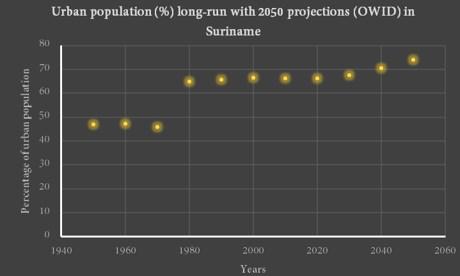 Urban population (%) long-run with 2050 projections (OWID) in
Suriname
Percentage of urban population
80
70
60
50
40
30
20
10
0
1940 1960 1980 2000 2020 2040 2060
Years